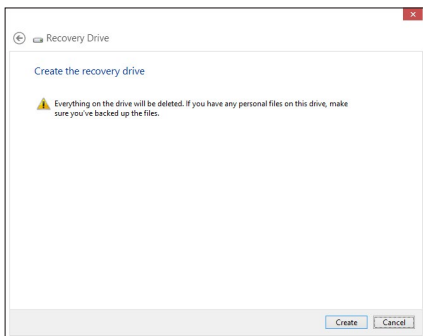 Recovery Drive
Create the recovery drive
Everything on the drive will be deleted. If you have any personal files on this drive, make
sure you've backed up the files.
Create Cancel